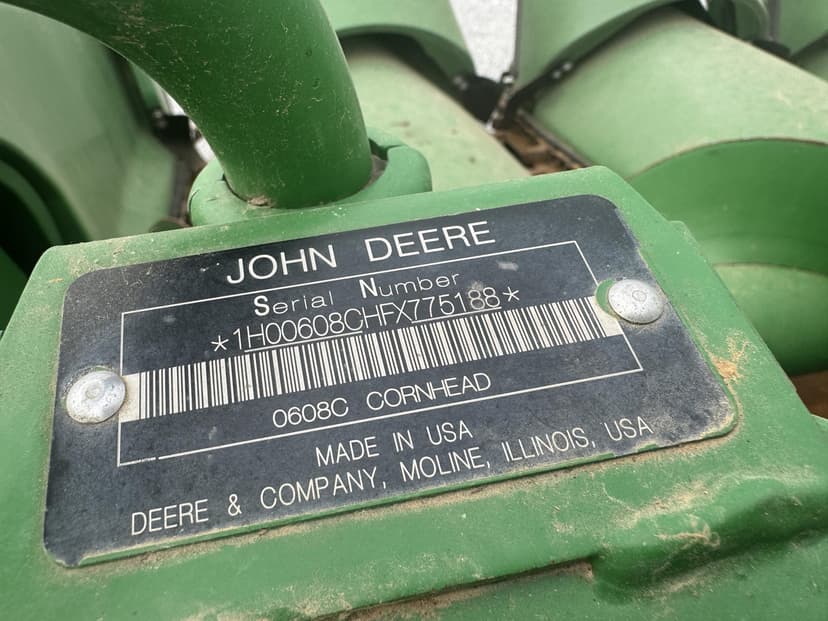 JOHN DEERE
Serial Number
*1H00608CHFX775188*
0608C CORNHEAD
MADE IN USA
DEERE & COMPANY, MOLINE, ILLINOIS, USA